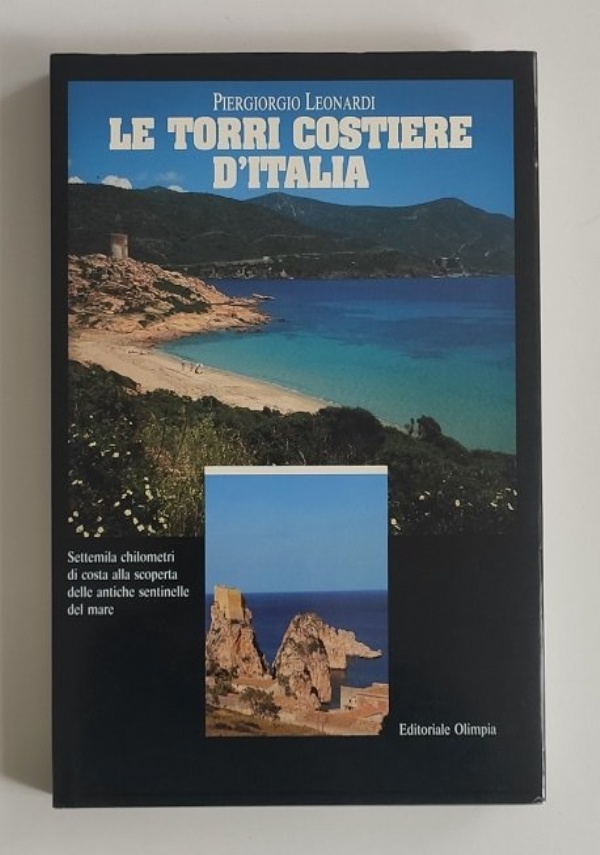 PIERGIORGIO LEONARDI
LE TORRI COSTIERE
D'ITALIA
Settemila chilometri
di costa alla scoperta
delle antiche sentinelle
del mare
Editoriale Olimpia